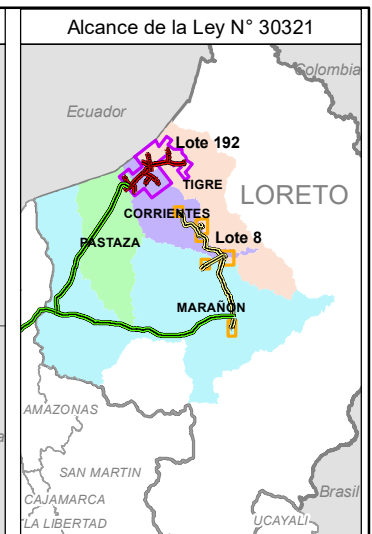 Alcance de la Ley N° 30321
Colombia
Ecuador
Lote 192
TIGRE
LORETO
CORRIENTES
Lote 8
PASTAZA
MARAÑON
AMAZONAS
SAN MARTIN
CAJAMARCA
Brasil
LA LIBERTAD
UCAYALI